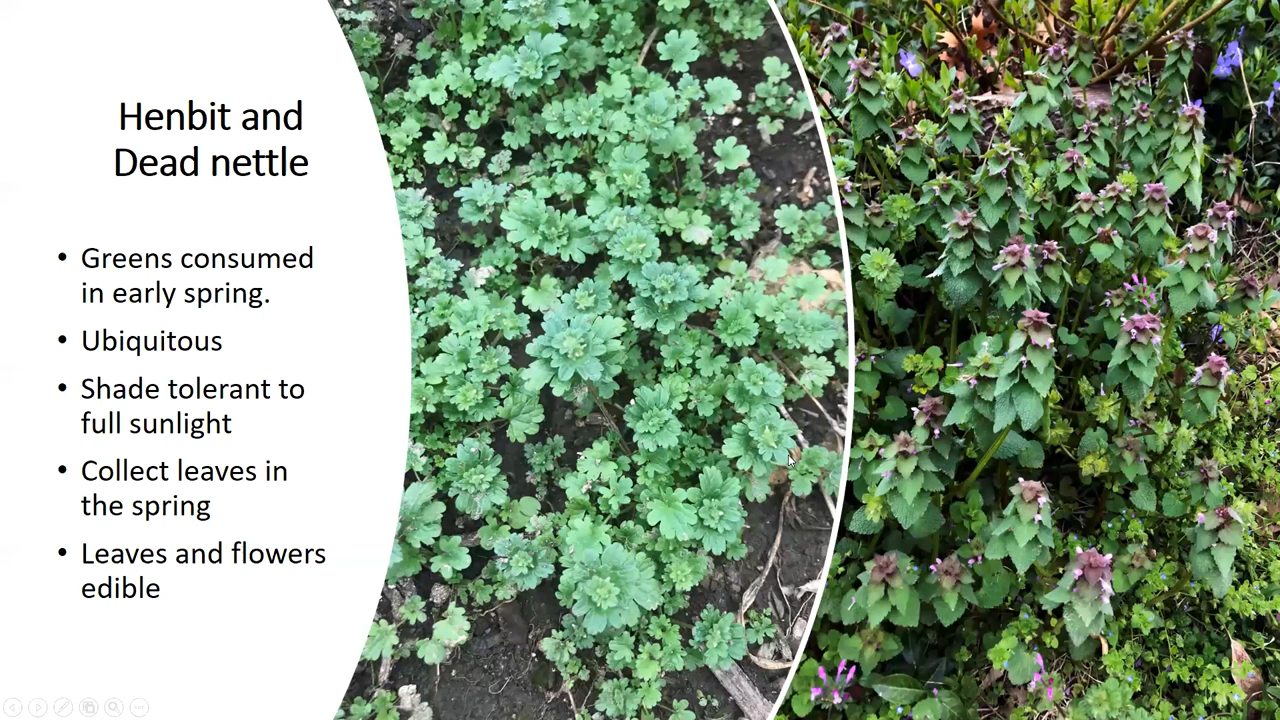 Henbit and
Dead nettle
• Greens consumed
in early spring.
• Ubiquitous
• Shade tolerant to
full sunlight
• Collect leaves in
the spring
• Leaves and flowers
edible